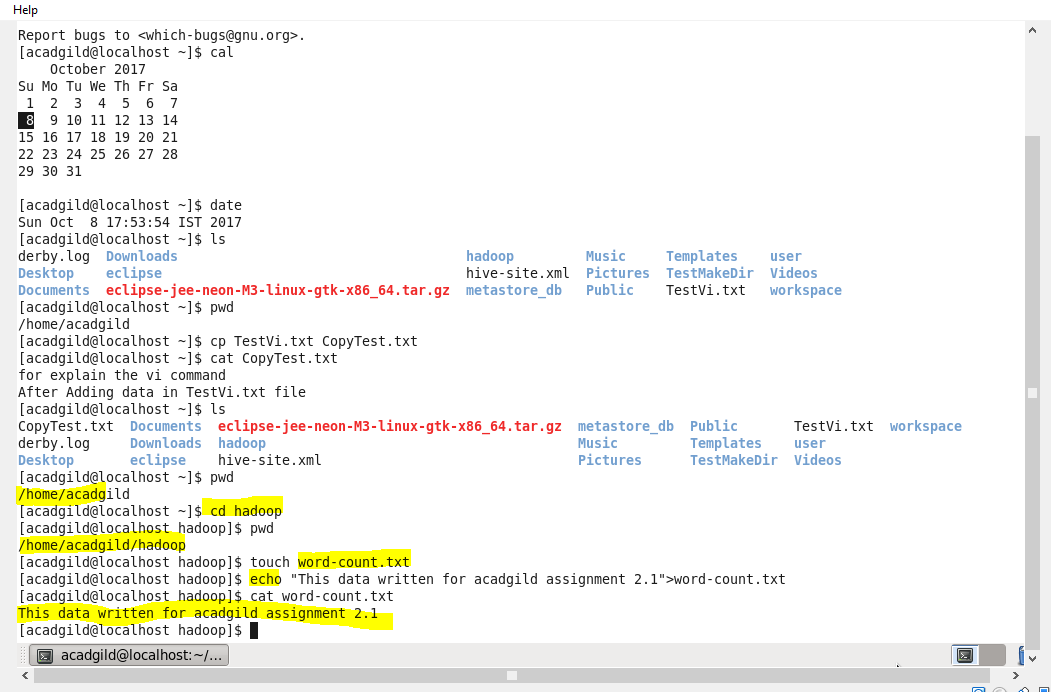 Help
Report bugs to <which-bugs@gnu.org>.
[acadgild@localhost ~]$ cal
    October 2017
Su Mo Tu We Th Fr Sa
 1  2  3  4  5  6  7
 8  9 10 11 12 13 14
15 16 17 18 19 20 21
22 23 24 25 26 27 28
29 30 31
[acadgild@localhost ~]$ date
Sun Oct  8 17:53:54 IST 2017
[acadgild@localhost ~]$ ls
derby.log  Downloads                                    hadoop         Music     Templates    user
Desktop    eclipse                                      hive-site.xml  Pictures  TestMakeDir  Videos
Documents  eclipse-jee-neon-M3-linux-gtk-x86_64.tar.gz  metastore_db   Public    TestVi.txt   workspace
[acadgild@localhost ~]$ pwd
/home/acadgild
[acadgild@localhost ~]$ cp TestVi.txt CopyTest.txt
[acadgild@localhost ~]$ cat CopyTest.txt
for explain the vi command
After Adding data in TestVi.txt file
[acadgild@localhost ~]$ ls
CopyTest.txt  Documents  eclipse-jee-neon-M3-linux-gtk-x86_64.tar.gz  metastore_db  Public       TestVi.txt  workspace
derby.log     Downloads  hadoop                                       Music         Templates    user
Desktop       eclipse    hive-site.xml                                Pictures      TestMakeDir  Videos
[acadgild@localhost ~]$ pwd
/home/acadgild
[acadgild@localhost ~]$ cd hadoop
[acadgild@localhost hadoop]$ pwd
/home/acadgild/hadoop
[acadgild@localhost hadoop]$ touch word-count.txt
[acadgild@localhost hadoop]$ echo "This data written for acadgild assignment 2.1">word-count.txt
[acadgild@localhost hadoop]$ cat word-count.txt
This data written for acadgild assignment 2.1
[acadgild@localhost hadoop]$
acadgild@localhost:~/...